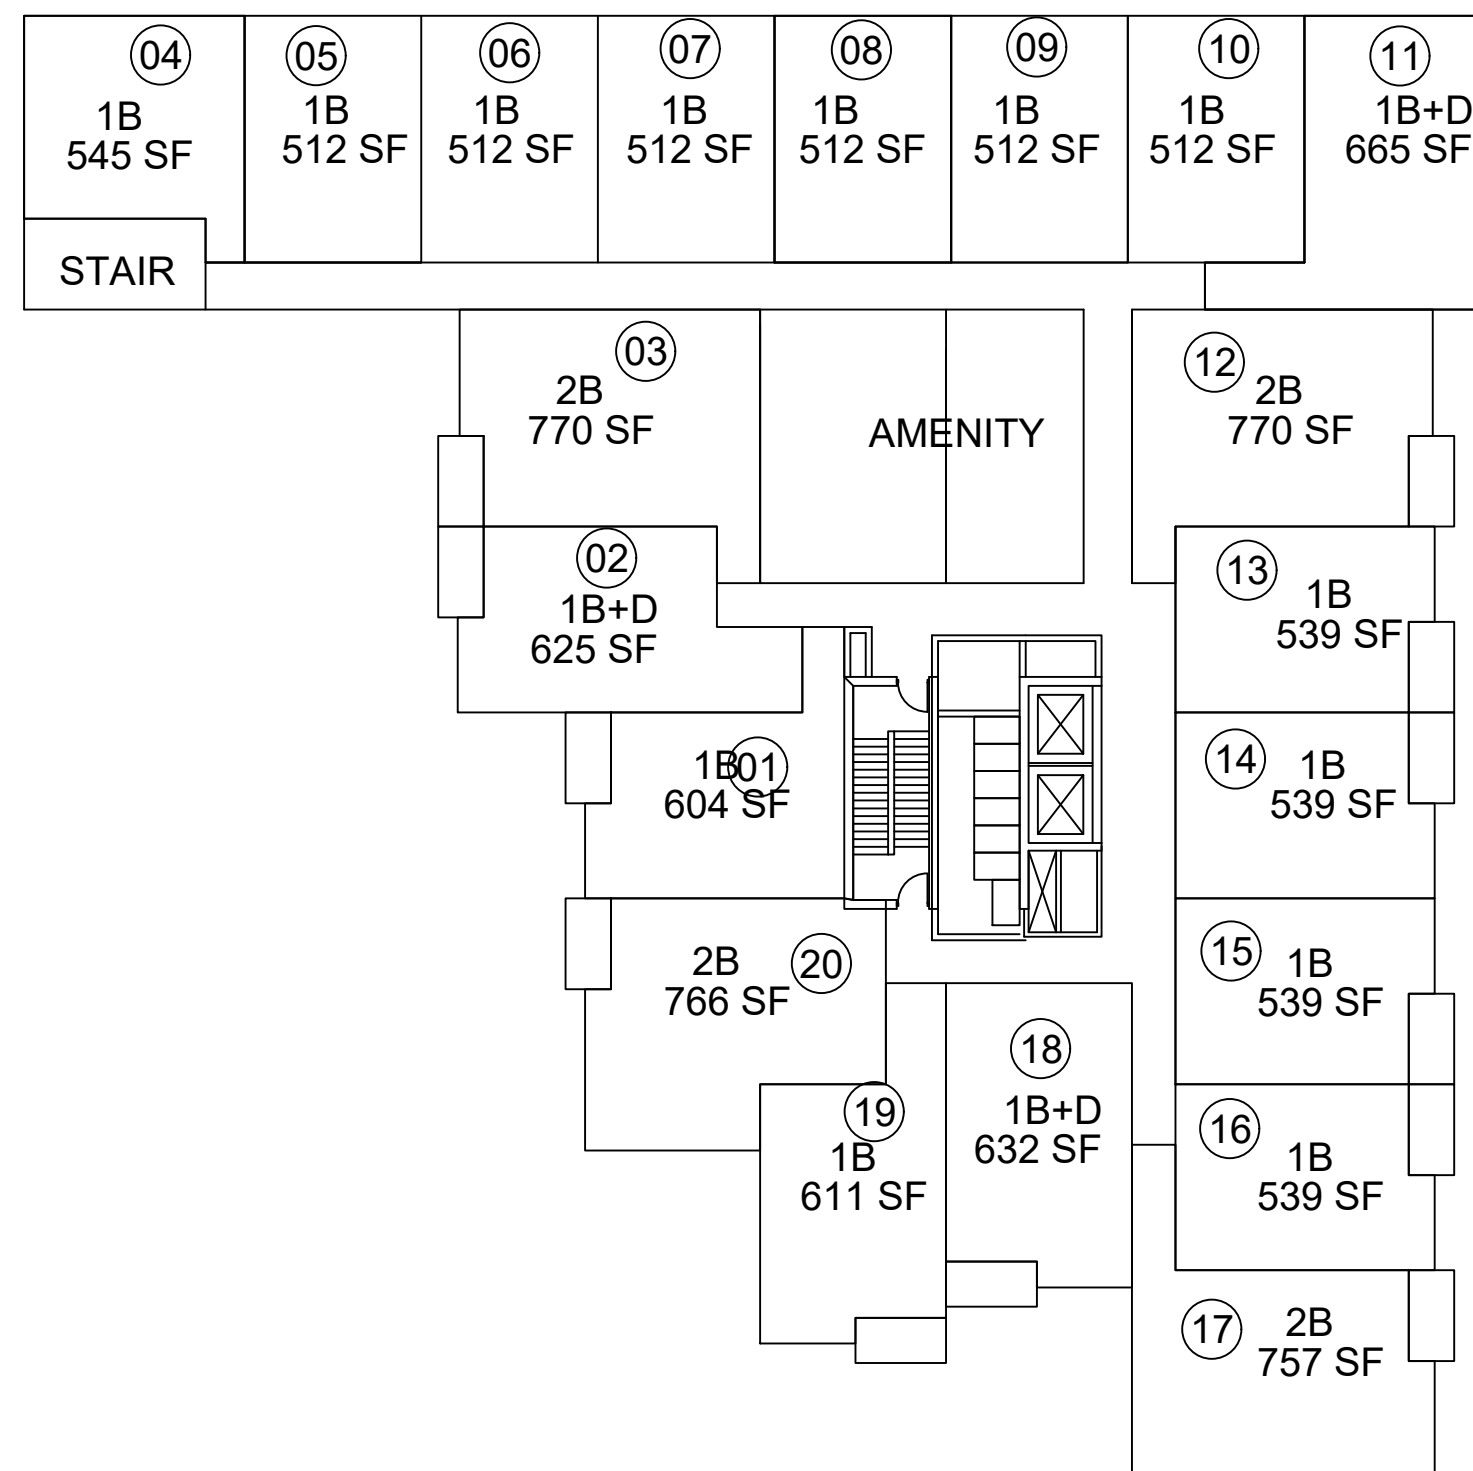 04
1B
545 SF
05
1B
512 SF
06
1B
512 SF
07
1B
512 SF
08
1B
512 SF
09
1B
512 SF
10
1B
512 SF
11
1B+D
665 SF
STAIR
03
2B
770 SF
AMENITY
12
2B
770 SF
02
1B+D
625 SF
13
1B
539 SF
01
1B
604 SF
14
1B
539 SF
20
2B
766 SF
15
1B
539 SF
18
1B+D
632 SF
19
1B
611 SF
16
1B
539 SF
17
2B
757 SF